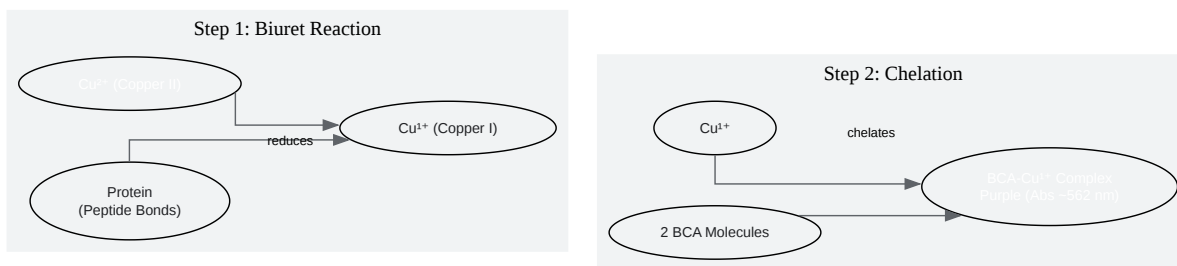 Step 1: Biuret Reaction
Cu²⁺ (Copper II)
Cu¹⁺ (Copper I)
reduces
Protein
(Peptide Bonds)
Step 2: Chelation
Cu¹⁺
chelates
BCA-Cu¹⁺ Complex
Purple (Abs ~562 nm)
2 BCA Molecules